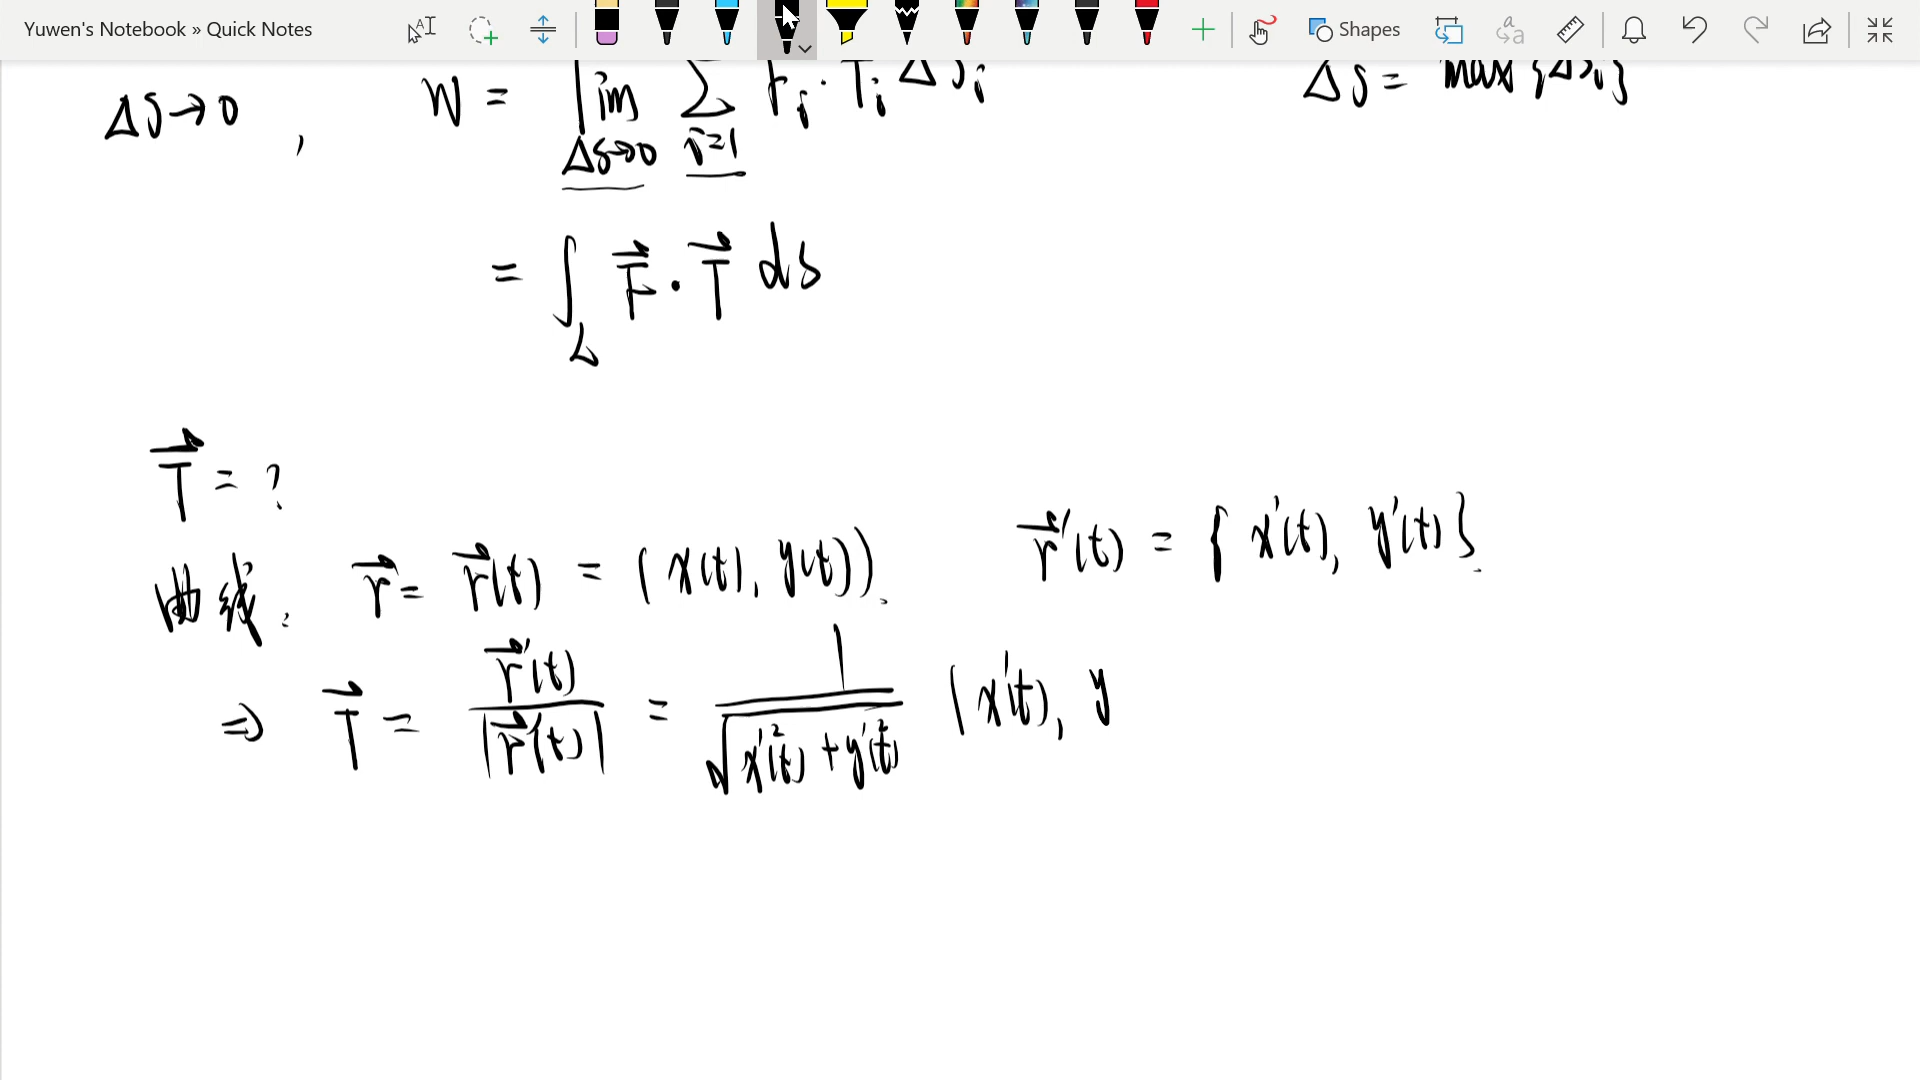 Yuwen's Notebook » Quick Notes
Shapes
Δs→0 , W = lim Σ F_i · T_i Δs_i   Δs = max {Δs_i}
Δs→0 i=1
= ∫_L F⃗ · T⃗ ds
T⃗ = ?
曲线: r⃗ = r⃗(t) = (x(t), y(t)).   r⃗'(t) = { x'(t), y'(t)}.
⇒ T⃗ = r⃗'(t) / |r⃗'(t)| = 1 / √(x'²(t) + y'²(t)) (x'(t), y